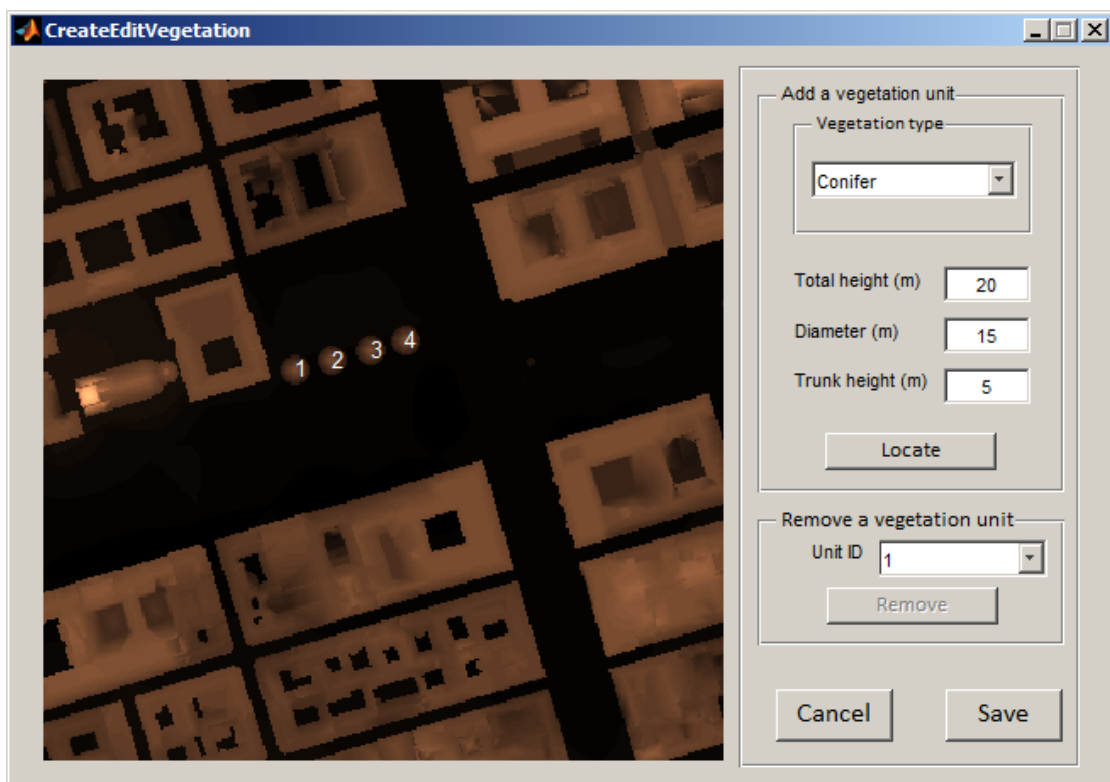 CreateEditVegetation
Add a vegetation unit
Vegetation type
Conifer
Total height (m) 20
Diameter (m) 15
Trunk height (m) 5
Locate
1 2 3 4
Remove a vegetation unit
Unit ID 1
Remove
Cancel Save